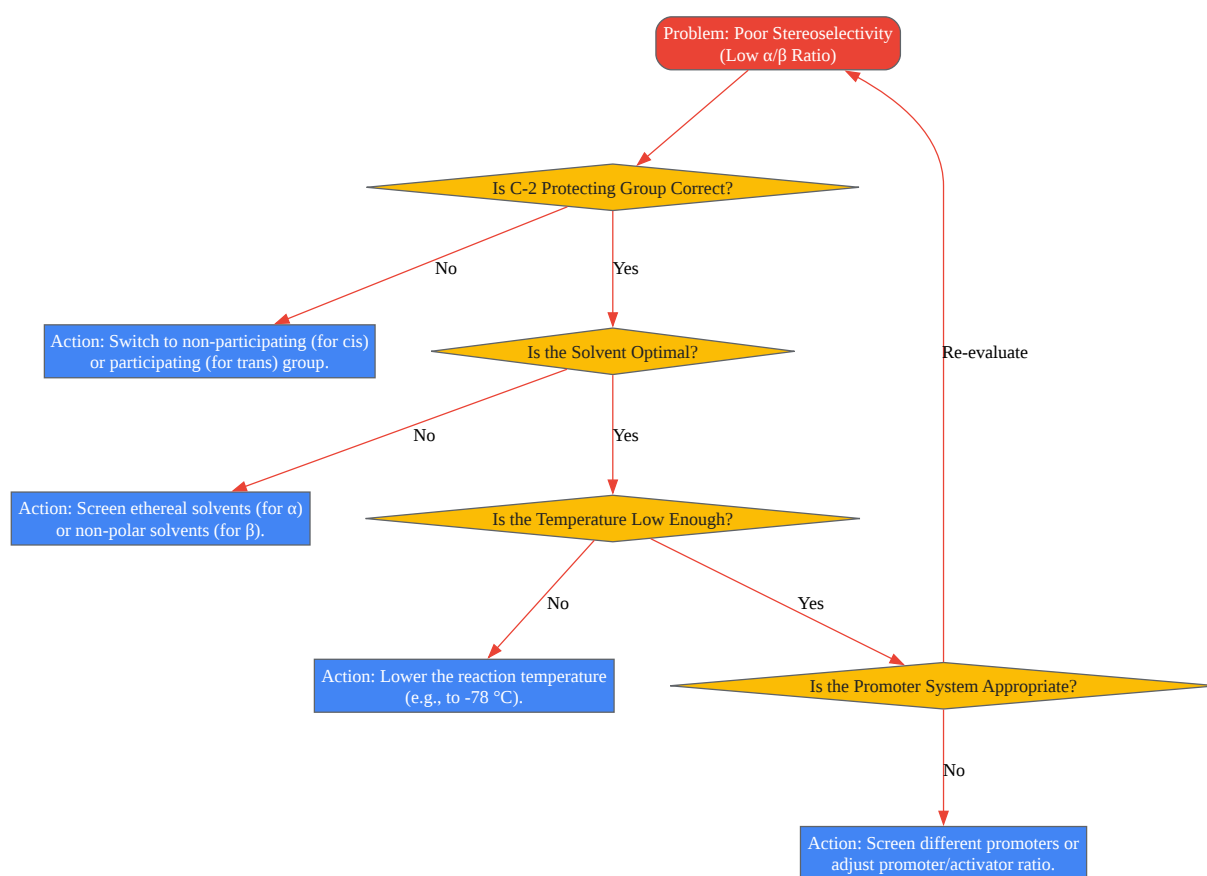 Problem: Poor Stereoselectivity
(Low α/β Ratio)
Is C-2 Protecting Group Correct?
No
Yes
Action: Switch to non-participating (for cis)
or participating (for trans) group.
Is the Solvent Optimal?
Re-evaluate
No
Yes
Action: Screen ethereal solvents (for α)
or non-polar solvents (for β).
Is the Temperature Low Enough?
No
Yes
Action: Lower the reaction temperature
(e.g., to -78 °C).
Is the Promoter System Appropriate?
No
Action: Screen different promoters or
adjust promoter/activator ratio.